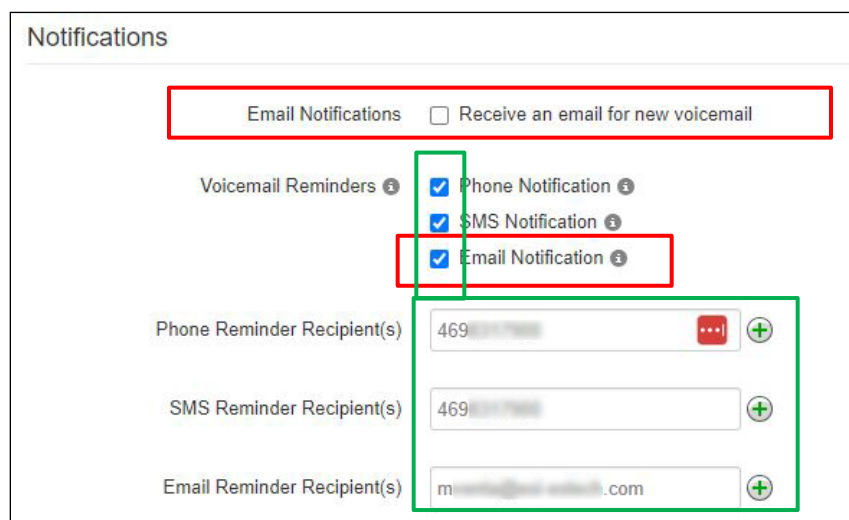 Notifications
Email Notifications Receive an email for new voicemail
Voicemail Reminders Phone Notification
SMS Notification
Email Notification
Phone Reminder Recipient(s) 469
SMS Reminder Recipient(s) 469
Email Reminder Recipient(s) m .com